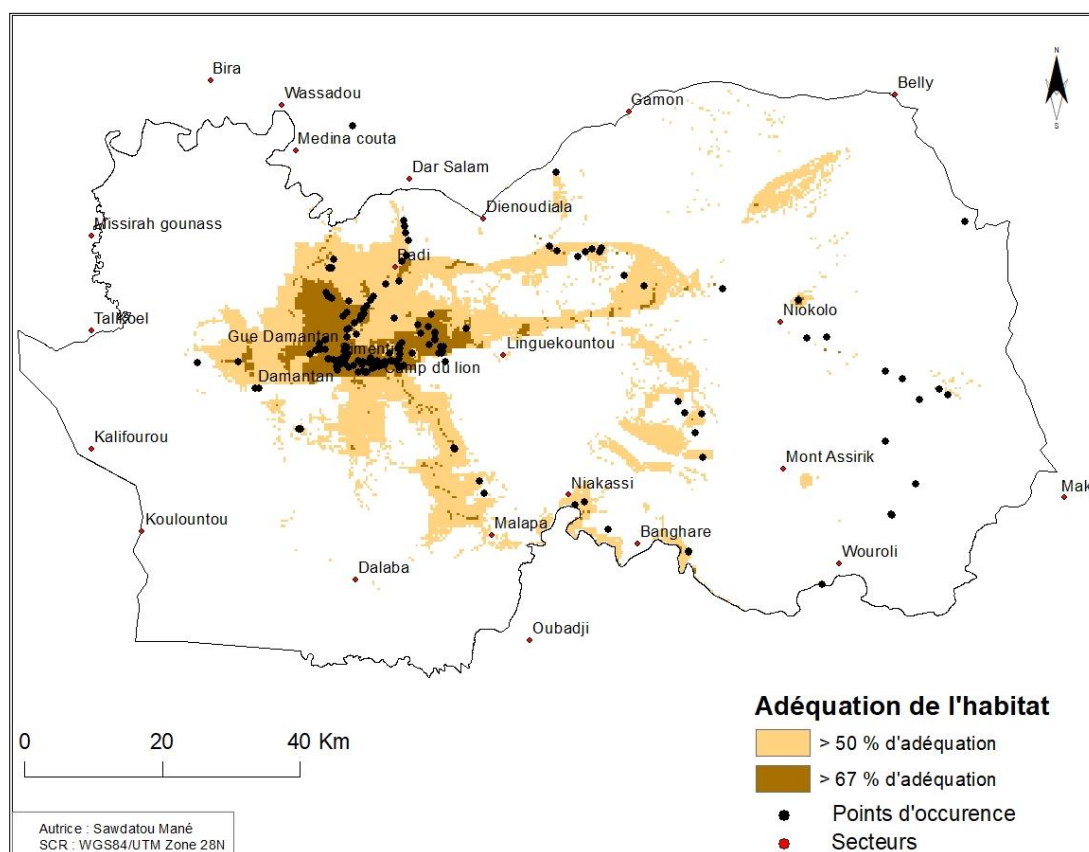 N
S
Bira
Belly
Wassadou
Gamon
Medina couta
Dar Salam
Dienoudiala
Missirah gounass
Badi
Niokolo
Gue Damantan
Linguekountou
Camp du lion
Damantan
Kalifourou
Mont Assirik
Niakassi
Mak
Koulountou
Malapa
Banghare
Wouroli
Dalaba
Oubadji
Adéquation de l'habitat
> 50 % d'adéquation
> 67 % d'adéquation
Points d'occurence
Secteurs
0 20 40 Km
Autrice : Sawdatou Mané
SCR : WGS84/UTM Zone 28N